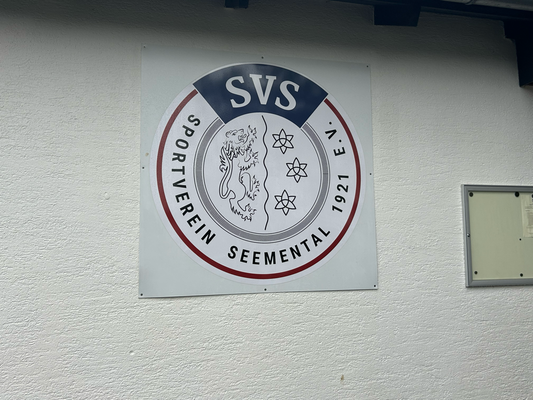 SVS
SPORTVEREIN SEEMENTAL 1921 E.V.